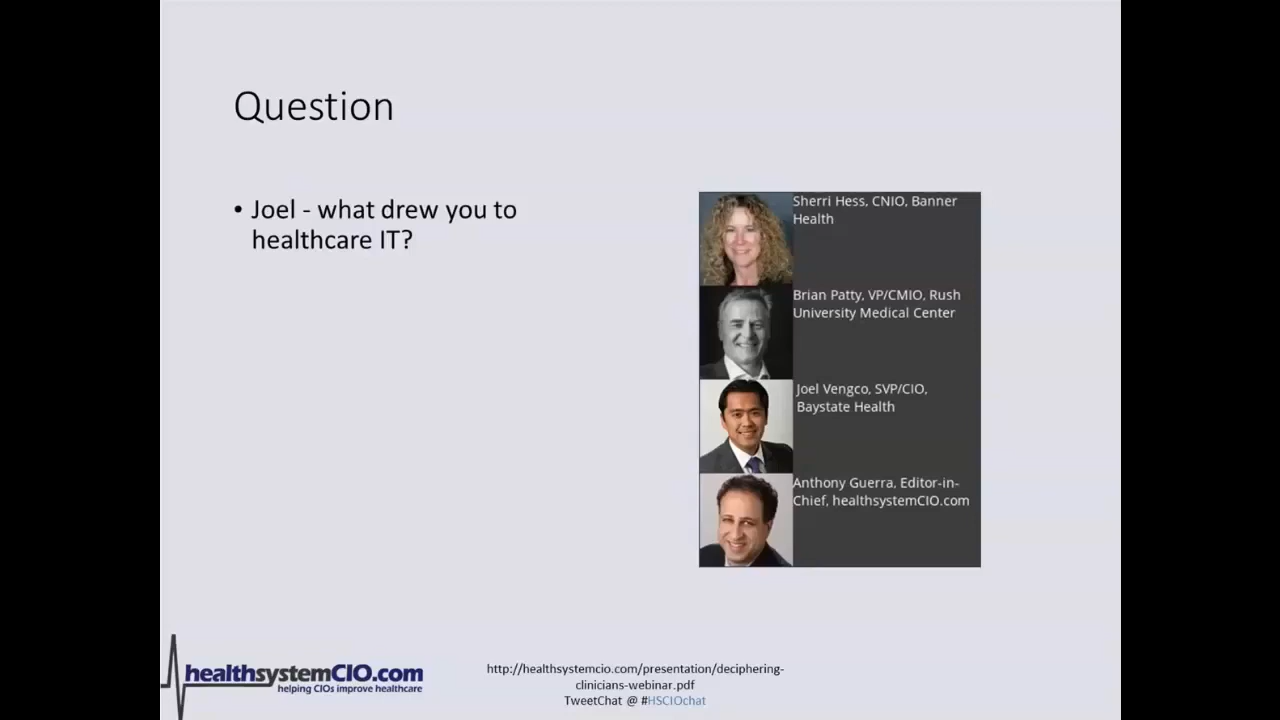 Question
• Joel - what drew you to
healthcare IT?
Sherri Hess, CNIO, Banner
Health
Brian Patty, VP/CMIO, Rush
University Medical Center
Joel Vengco, SVP/CIO,
Baystate Health
Anthony Guerra, Editor-in-
Chief, healthsystemCIO.com
healthsystemCIO.com
helping CIOs improve healthcare
http://healthsystemcio.com/presentation/deciphering-
clinicians-webinar.pdf
TweetChat @ #HSCIOchat